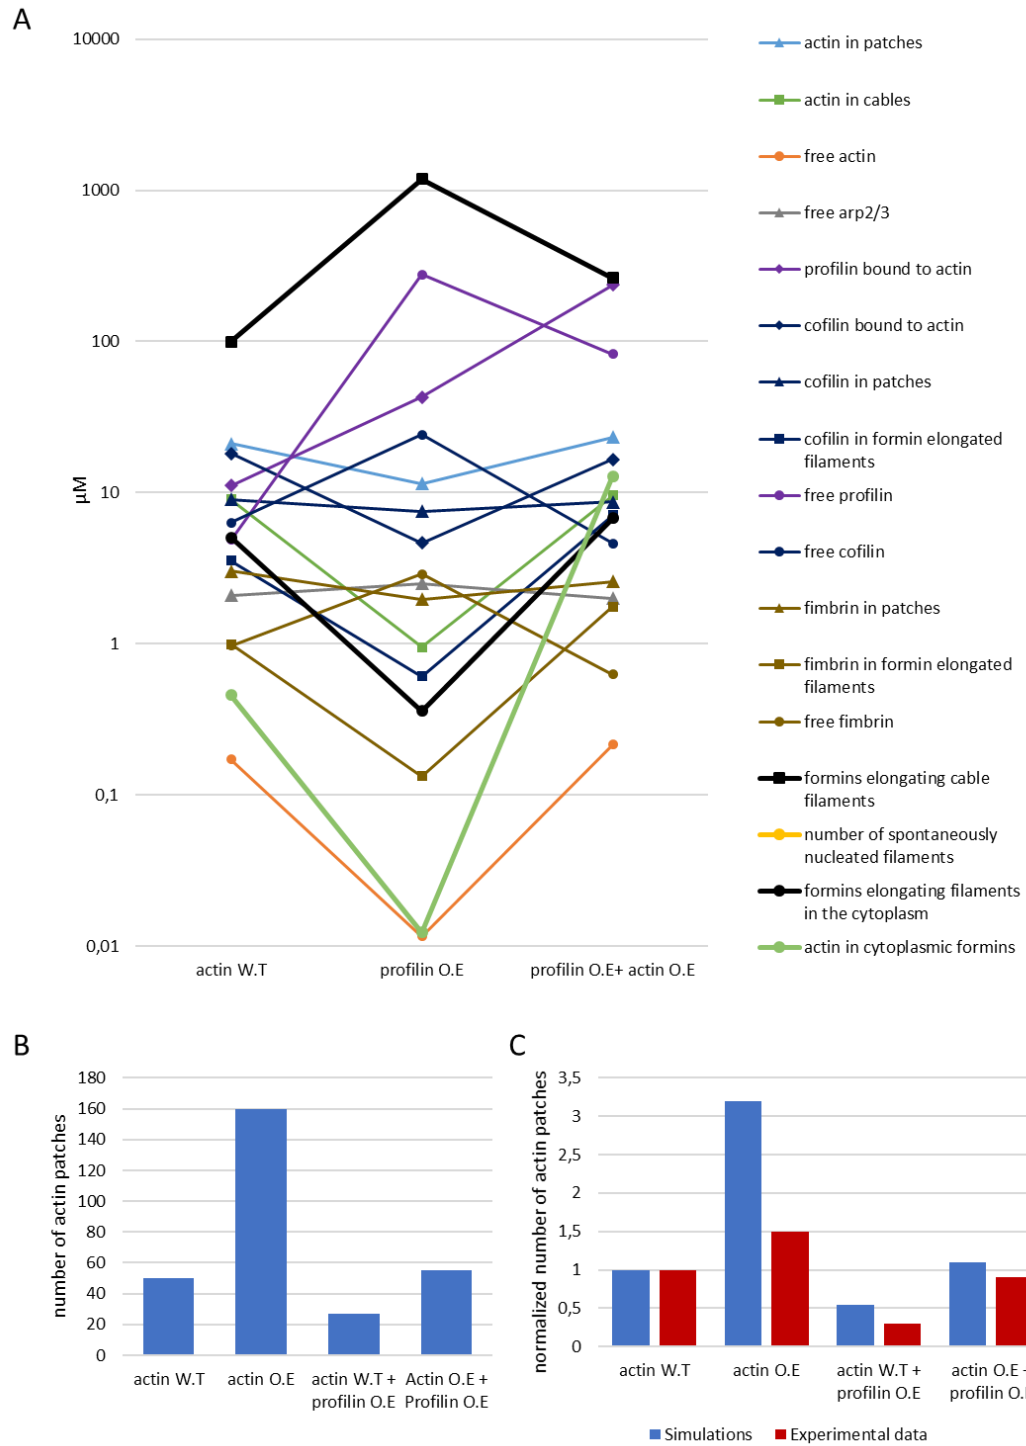 A
10000
1000
100
10
1
0,1
0,01
µM
actin W.T
profilin O.E
profilin O.E+ actin O.E
actin in patches
actin in cables
free actin
free arp2/3
profilin bound to actin
cofilin bound to actin
cofilin in patches
cofilin in formin elongated
filaments
free profilin
free cofilin
fimbrin in patches
fimbrin in formin elongated
filaments
free fimbrin
formins elongating cable
filaments
number of spontaneously
nucleated filaments
formins elongating filaments
in the cytoplasm
actin in cytoplasmic formins
B
number of actin patches
180
160
140
120
100
80
60
40
20
0
actin W.T
actin O.E
actin W.T +
profilin O.E
Actin O.E +
Profilin O.E
C
normalized number of actin patches
3,5
3
2,5
2
1,5
1
0,5
0
actin W.T
actin O.E
actin W.T +
profilin O.E
actin O.E +
profilin O.E
Simulations
Experimental data